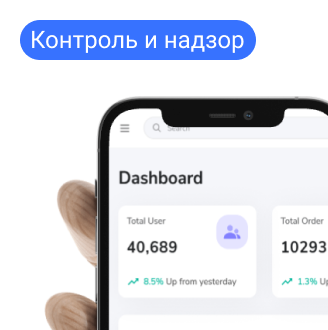 Контроль и надзор
Search
Dashboard
Total User
Total Order
40,689
10293
8.5% Up from yesterday
1.3% Up